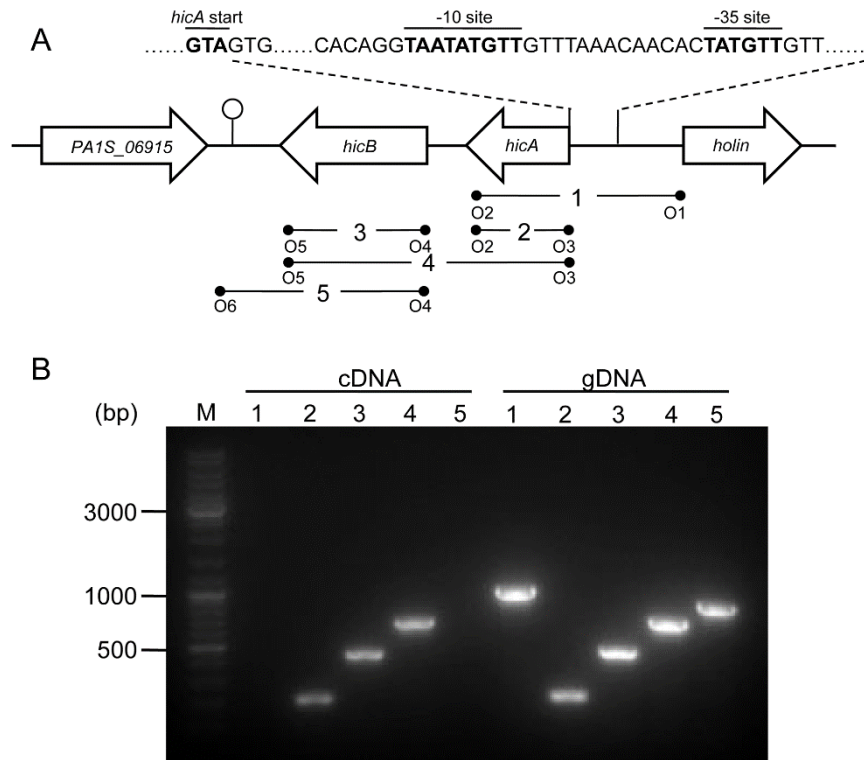 A
hicA start -10 site -35 site
......GTAGTG......CACAGGTAATATGTTGTTTAAACAACACTATGTTGTT......
PA1S_06915 hicB hicA holin
1
O2 O1
3 2
O5 O4 O2 O3
4
O5 O3
5
O6 O4
B
cDNA gDNA
(bp) M 1 2 3 4 5 1 2 3 4 5
3000
1000
500